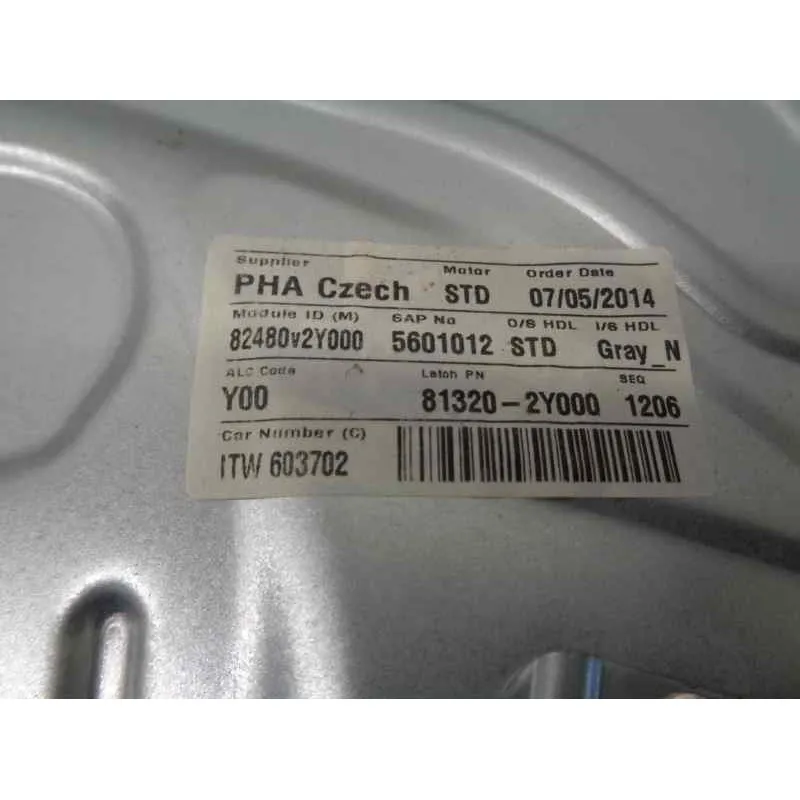 Supplier Motor Order Date
PHA Czech STD 07/05/2014
Module ID (M) SAP No O/S HDL I/S HDL
82480v2Y000 5601012 STD Gray_N
ALC Code Latch PN SEQ
Y00 81320-2Y000 1206
Car Number (C)
ITW 603702